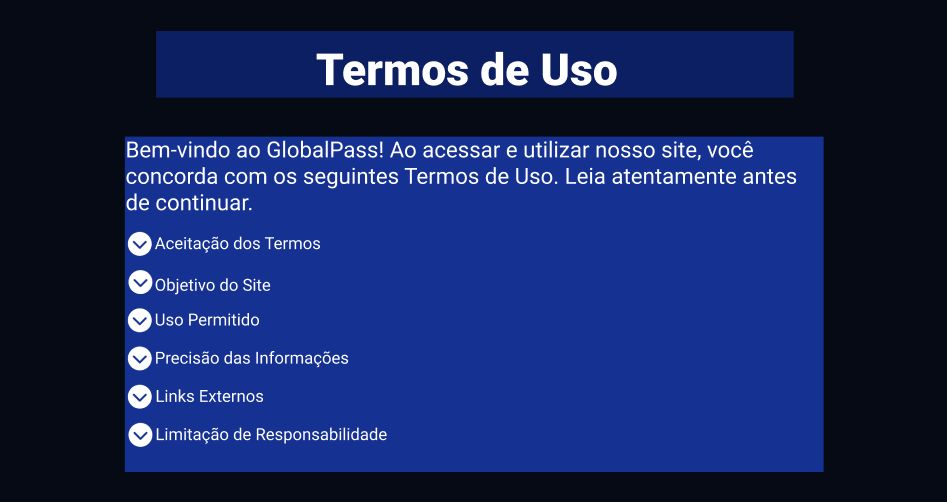 Termos de Uso
Bem-vindo ao GlobalPass! Ao acessar e utilizar nosso site, você
concorda com os seguintes Termos de Uso. Leia atentamente antes
de continuar.
Aceitação dos Termos
Objetivo do Site
Uso Permitido
Precisão das Informações
Links Externos
Limitação de Responsabilidade